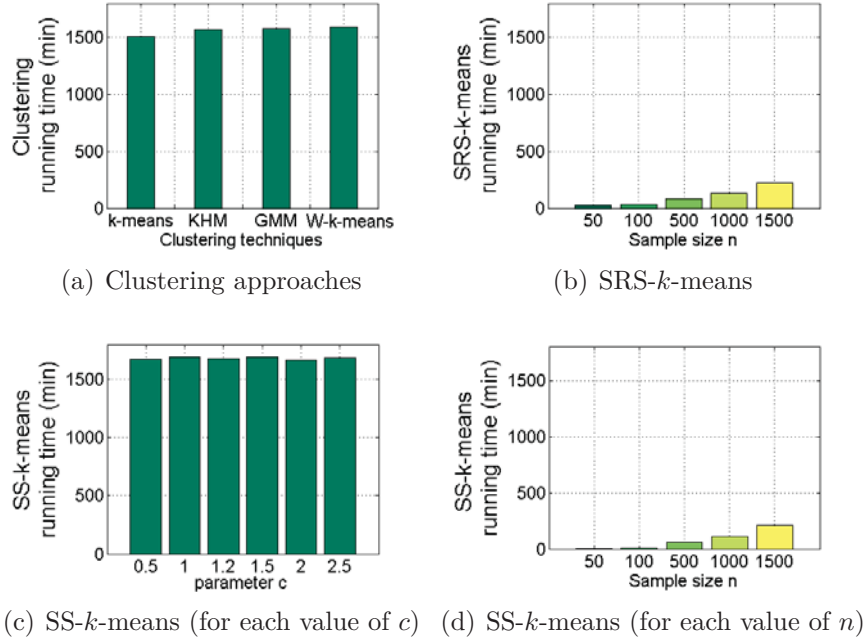 Clustering
running time (min)
1500
1000
500
0
k-means KHM GMM W-k-means
Clustering techniques
(a) Clustering approaches
SRS-k-means
running time (min)
1500
1000
500
0
50 100 500 1000 1500
Sample size n
(b) SRS-k-means
SS-k-means
running time (min)
1500
1000
500
0
0.5 1 1.2 1.5 2 2.5
parameter c
(c) SS-k-means (for each value of c)
SS-k-means
running time (min)
1500
1000
500
0
50 100 500 1000 1500
Sample size n
(d) SS-k-means (for each value of n)